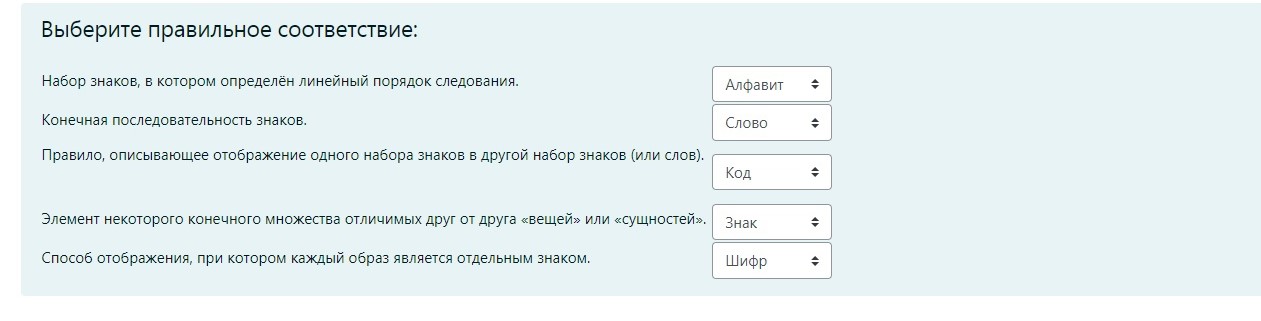 Выберите правильное соответствие:
Набор знаков, в котором определён линейный порядок следования. Алфавит
Конечная последовательность знаков. Слово
Правило, описывающее отображение одного набора знаков в другой набор знаков (или слов). Код
Элемент некоторого конечного множества отличимых друг от друга «вещей» или «сущностей». Знак
Способ отображения, при котором каждый образ является отдельным знаком. Шифр